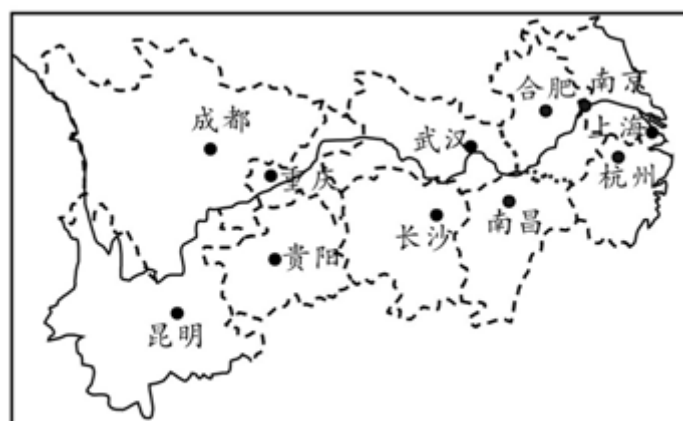 合肥
南京
成都
武汉
上海
重庆
杭州
长沙
南昌
贵阳
昆明